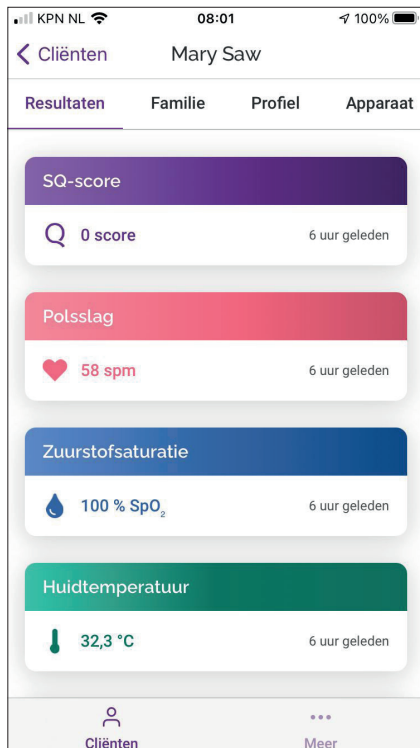 KPN NL 08:01 100%
Cliënten Mary Saw
Resultaten Familie Profiel Apparaat
SQ-score
0 score 6 uur geleden
Polsslag
58 spm 6 uur geleden
Zuurstofsaturatie
100 % SpO₂ 6 uur geleden
Huidtemperatuur
32,3 °C 6 uur geleden
Cliënten Meer